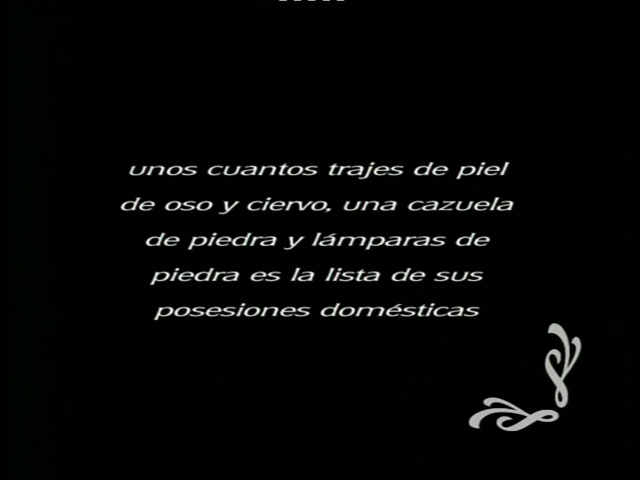 unos cuantos trajes de piel
de oso y ciervo, una cazuela
de piedra y lámparas de
piedra es la lista de sus
posesiones domésticas